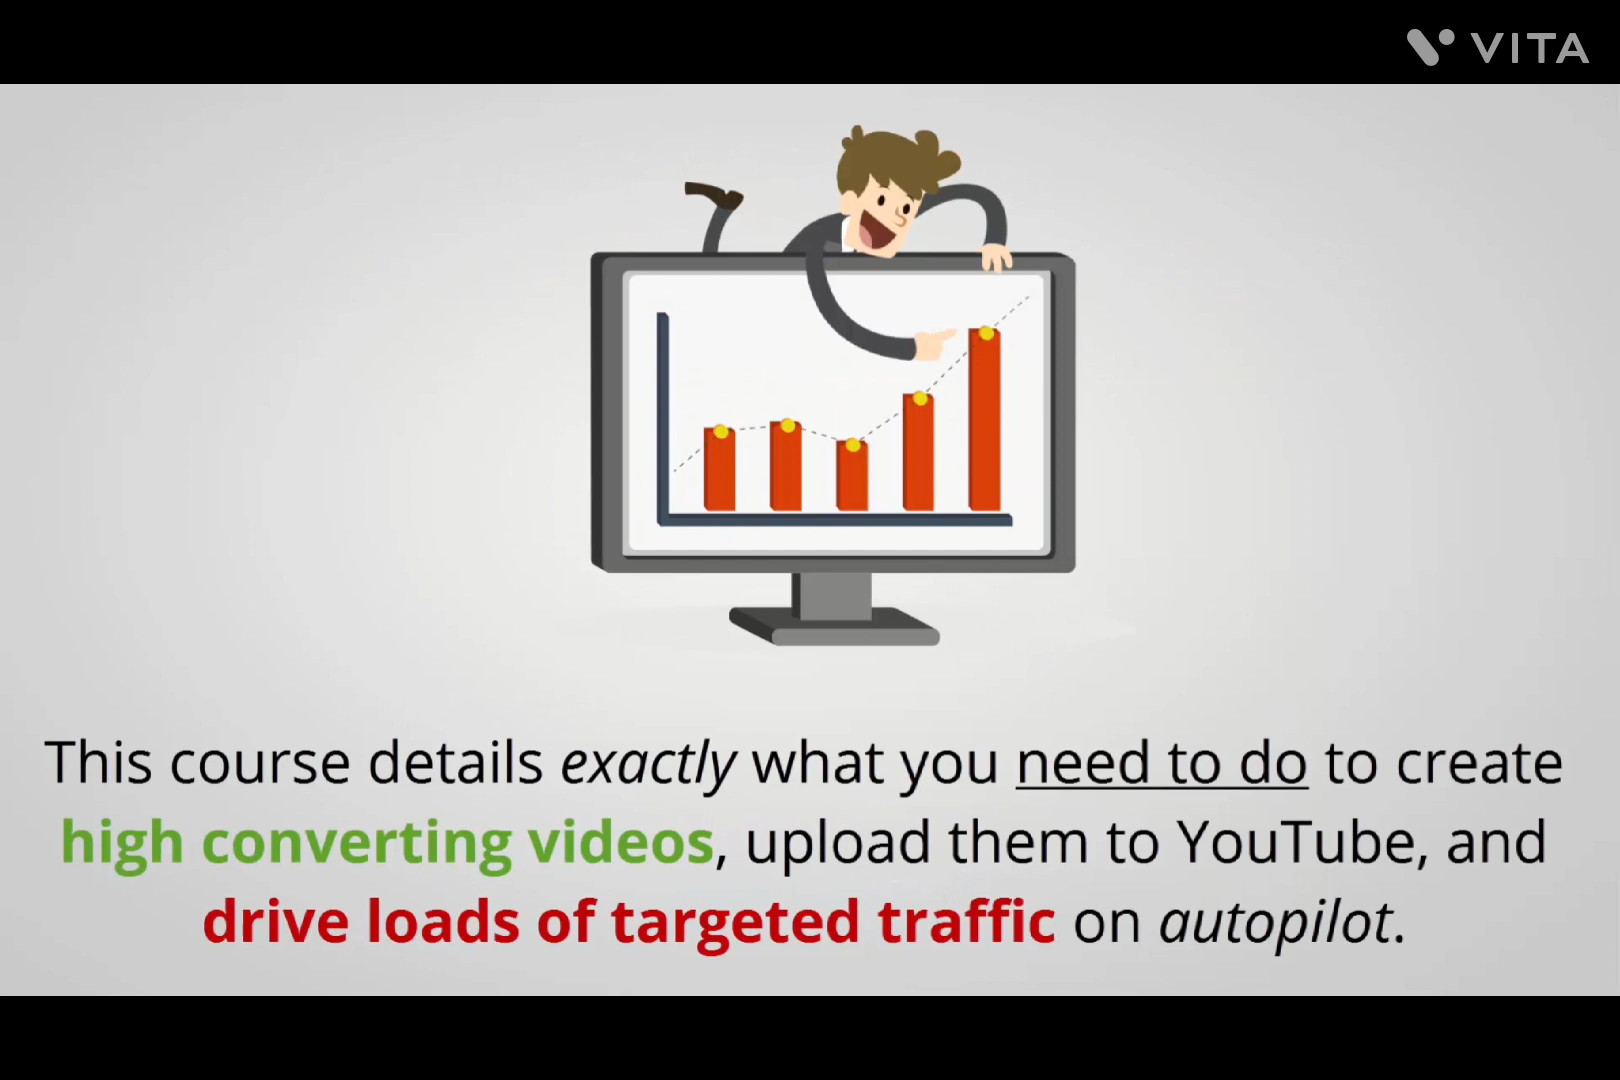 VITA
This course details exactly what you need to do to create
high converting videos, upload them to YouTube, and
drive loads of targeted traffic on autopilot.